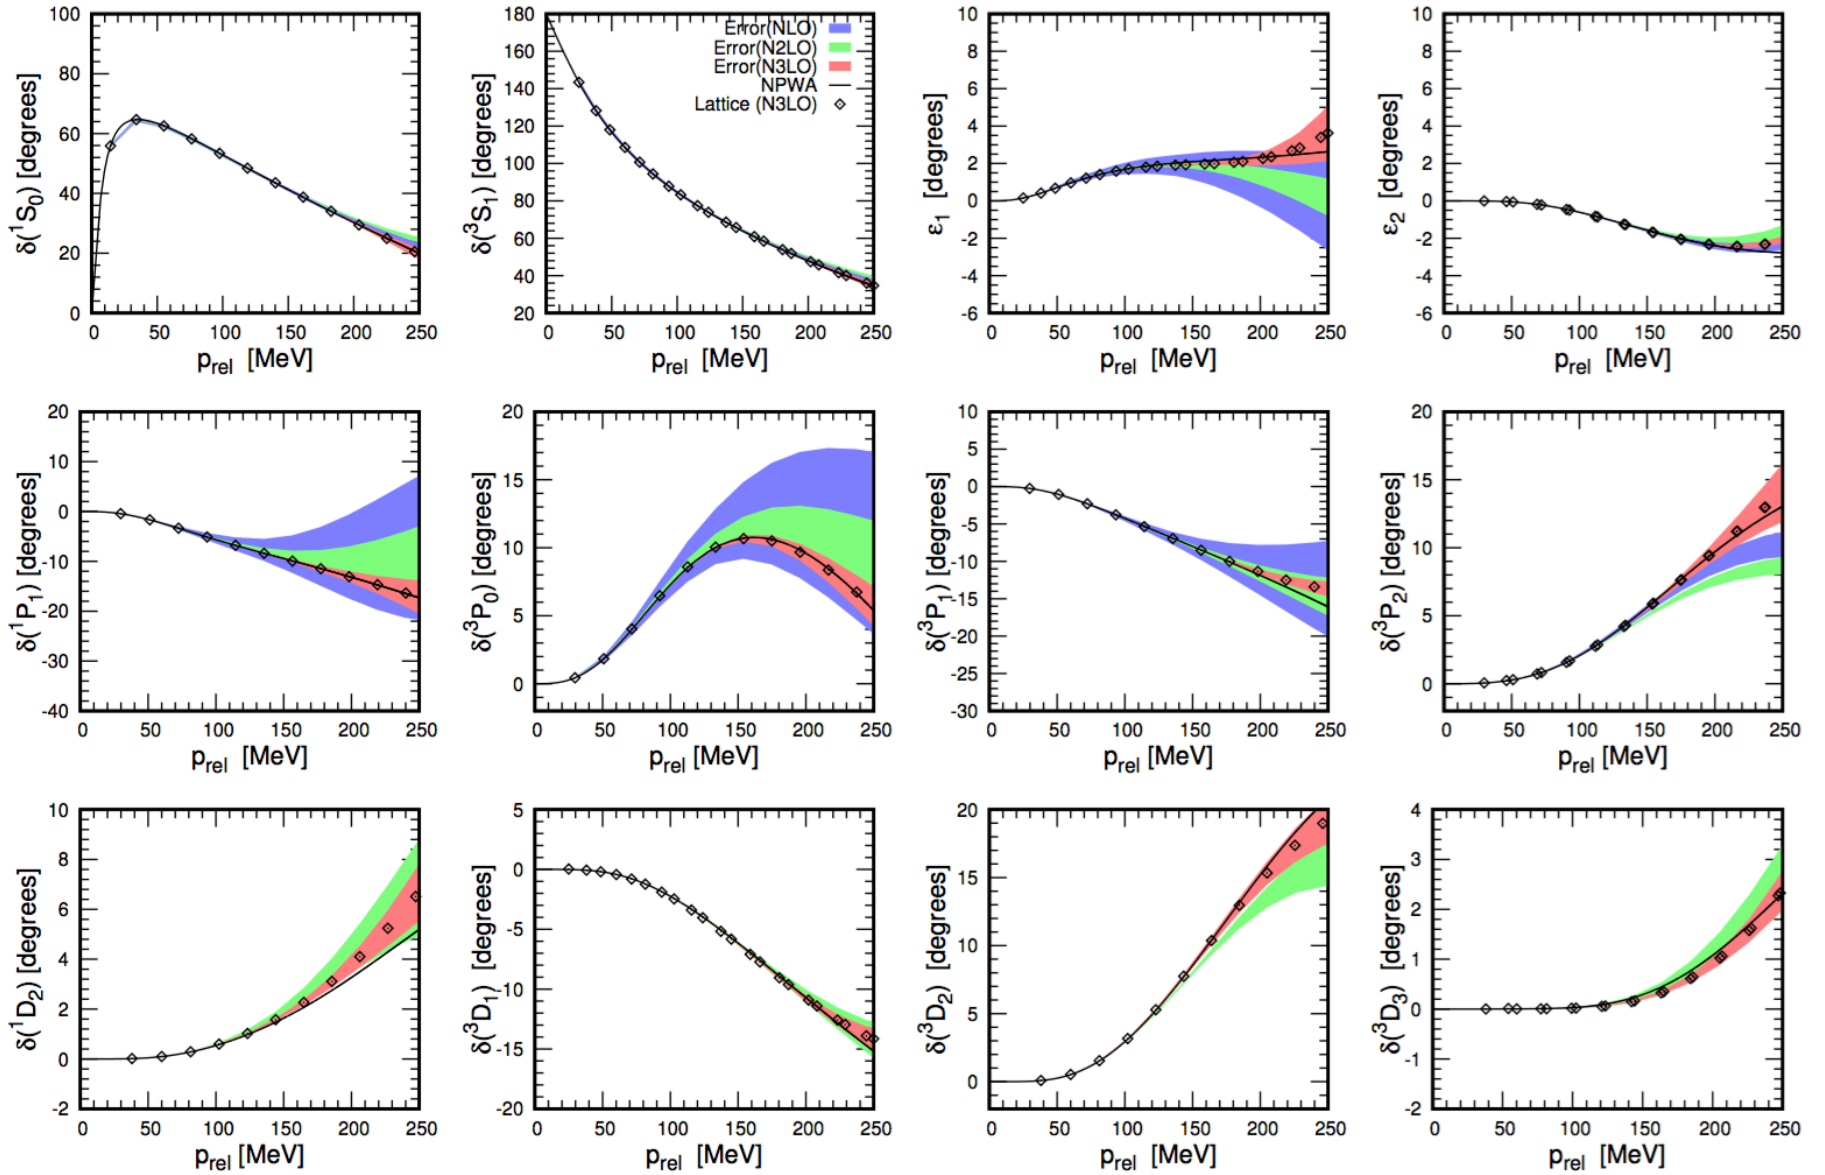 100
80
60
40
20
0
0 50 100 150 200 250
δ(¹S₀) [degrees]
p_rel [MeV]
180
160
140
120
100
80
60
40
20
0 50 100 150 200 250
δ(³S₁) [degrees]
p_rel [MeV]
Error(NLO)
Error(N2LO)
Error(N3LO)
NPWA
Lattice (N3LO)
10
8
6
4
2
0
-2
-4
-6
0 50 100 150 200 250
ε₁ [degrees]
p_rel [MeV]
10
8
6
4
2
0
-2
-4
-6
0 50 100 150 200 250
ε₂ [degrees]
p_rel [MeV]
20
10
0
-10
-20
-30
-40
0 50 100 150 200 250
δ(¹P₁) [degrees]
p_rel [MeV]
20
15
10
5
0
0 50 100 150 200 250
δ(³P₀) [degrees]
p_rel [MeV]
10
5
0
-5
-10
-15
-20
-25
-30
0 50 100 150 200 250
δ(³P₁) [degrees]
p_rel [MeV]
20
15
10
5
0
0 50 100 150 200 250
δ(³P₂) [degrees]
p_rel [MeV]
10
8
6
4
2
0
-2
0 50 100 150 200 250
δ(¹D₂) [degrees]
p_rel [MeV]
5
0
-5
-10
-15
-20
0 50 100 150 200 250
δ(³D₁) [degrees]
p_rel [MeV]
20
15
10
5
0
0 50 100 150 200 250
δ(³D₂) [degrees]
p_rel [MeV]
4
3
2
1
0
-1
-2
0 50 100 150 200 250
δ(³D₃) [degrees]
p_rel [MeV]